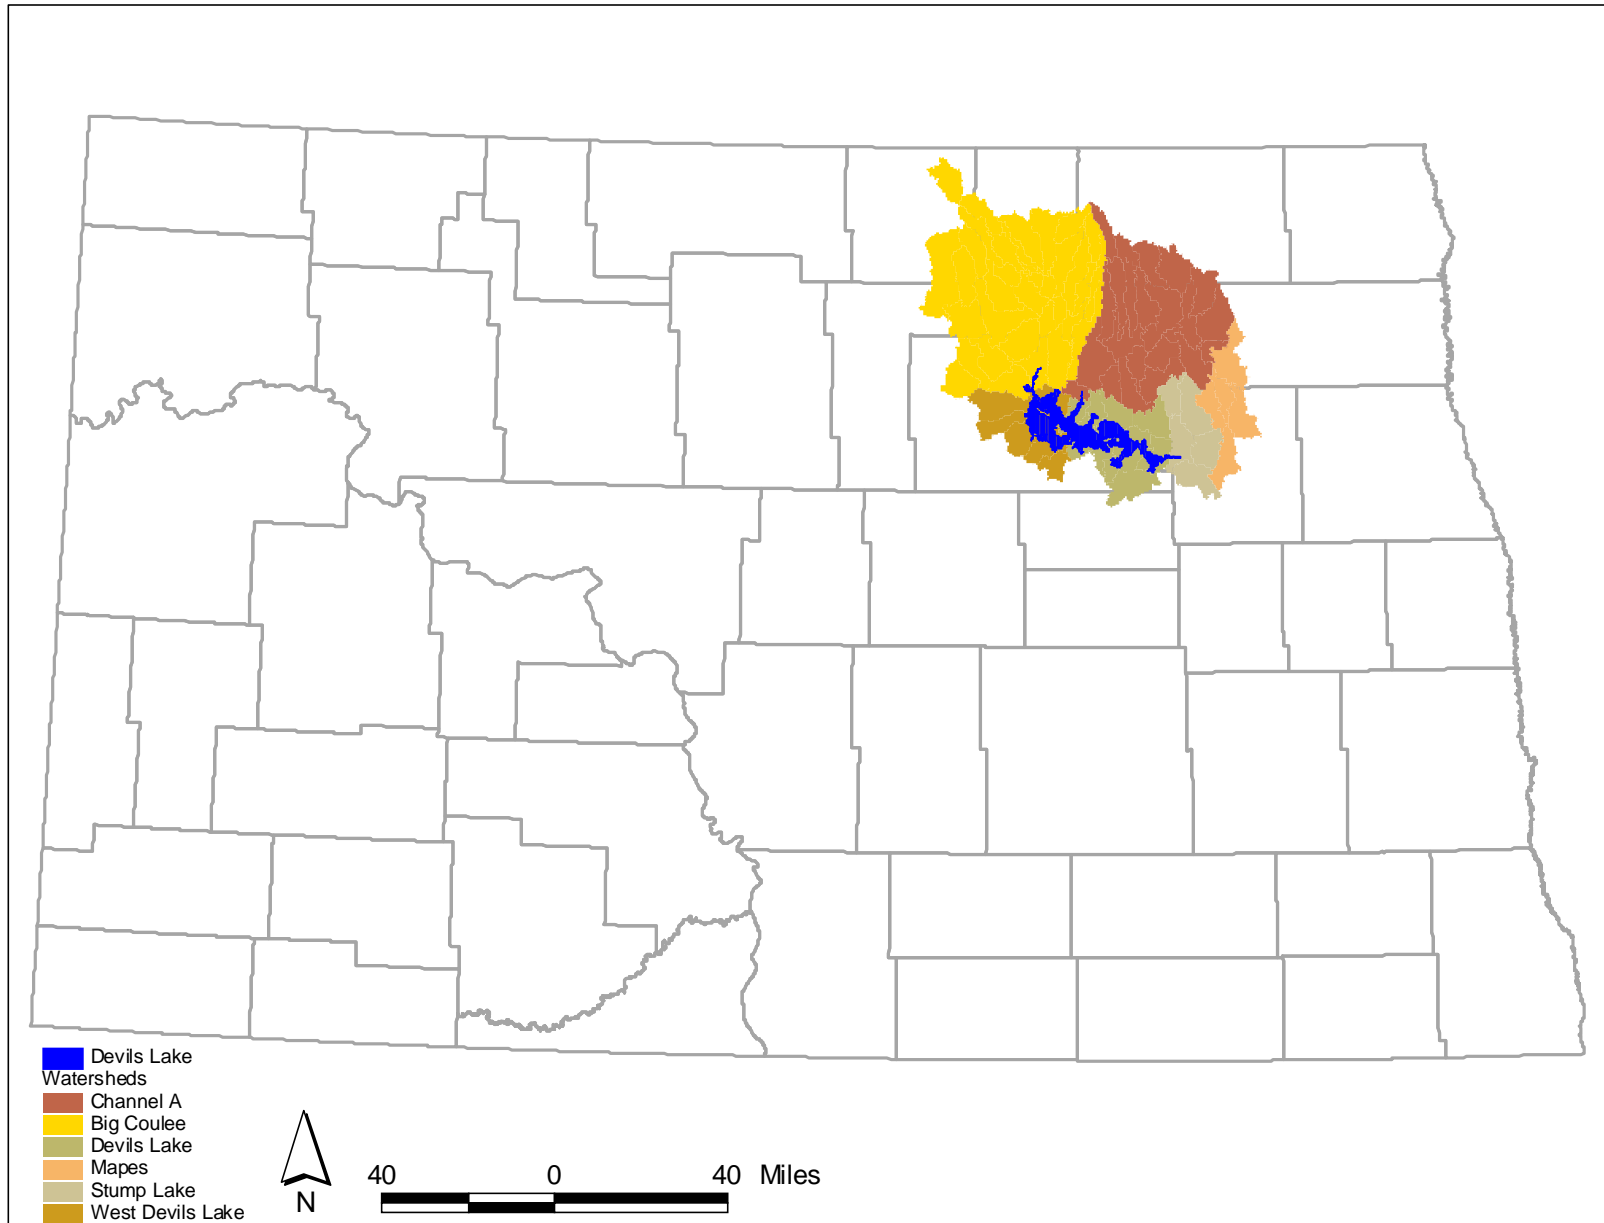 Devils Lake
Watersheds
Channel A
Big Coulee
Devils Lake
Mapes
Stump Lake
West Devils Lake
N
40 0 40 Miles